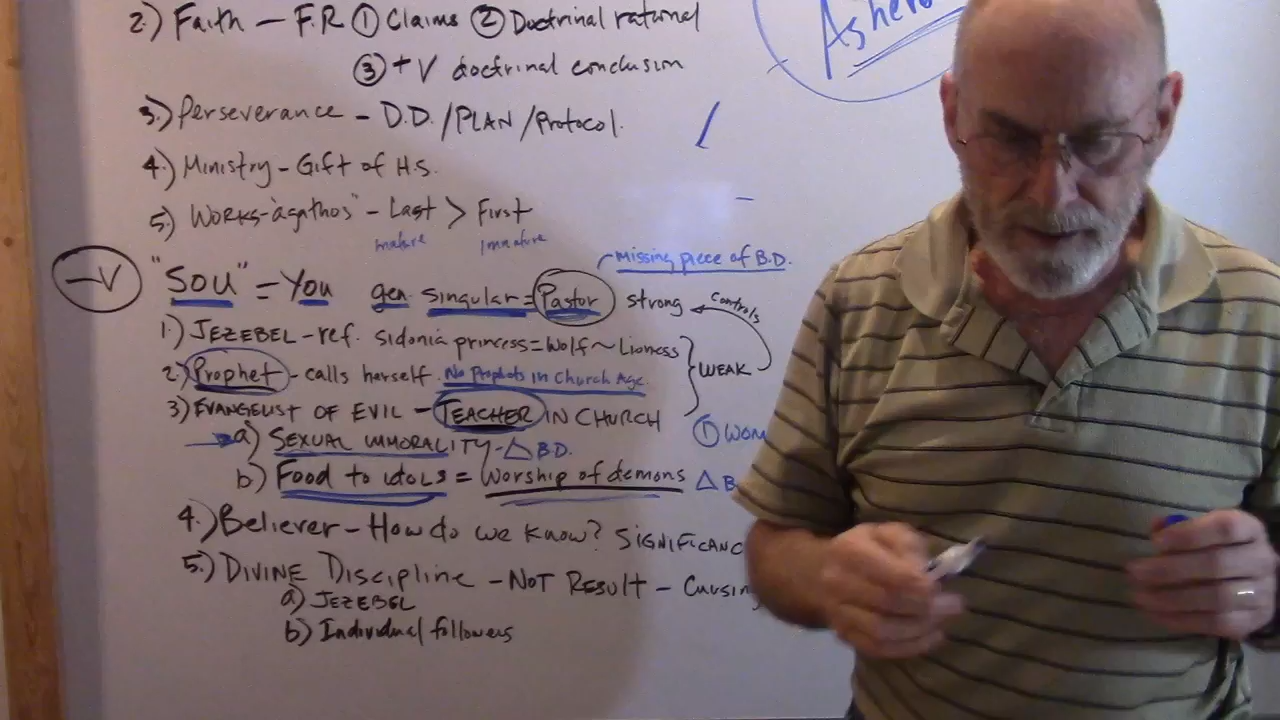 Asher
2.) Faith — F.R ① Claims ② Doctrinal rational
③ + V doctrinal conclusion
3.) Perseverance - D.D. / PLAN / Protocol.
4.) Ministry - Gift of H.S.
5.) WORKS-"agathos" - Last > First
mature immature
Missing piece of B.D.
-V "SOU" = You gen. singular = Pastor strong
controls
1.) JEZEBEL - ref. sidonia princess = Wolf ~ Lioness
2.) Prophet - calls herself. No Prophets in Church Age. WEAK
3) EVANGELIST OF EVIL - TEACHER IN CHURCH
① WOM
a) SEXUAL IMMORALITY - △ B.D.
b) Food to idols = Worship of demons △ B
4.) Believer - How do we know? SIGNIFICANC
5.) DIVINE DISCIPLINE - NOT RESULT - Causing
a) JEZEBEL
b) Individual followers